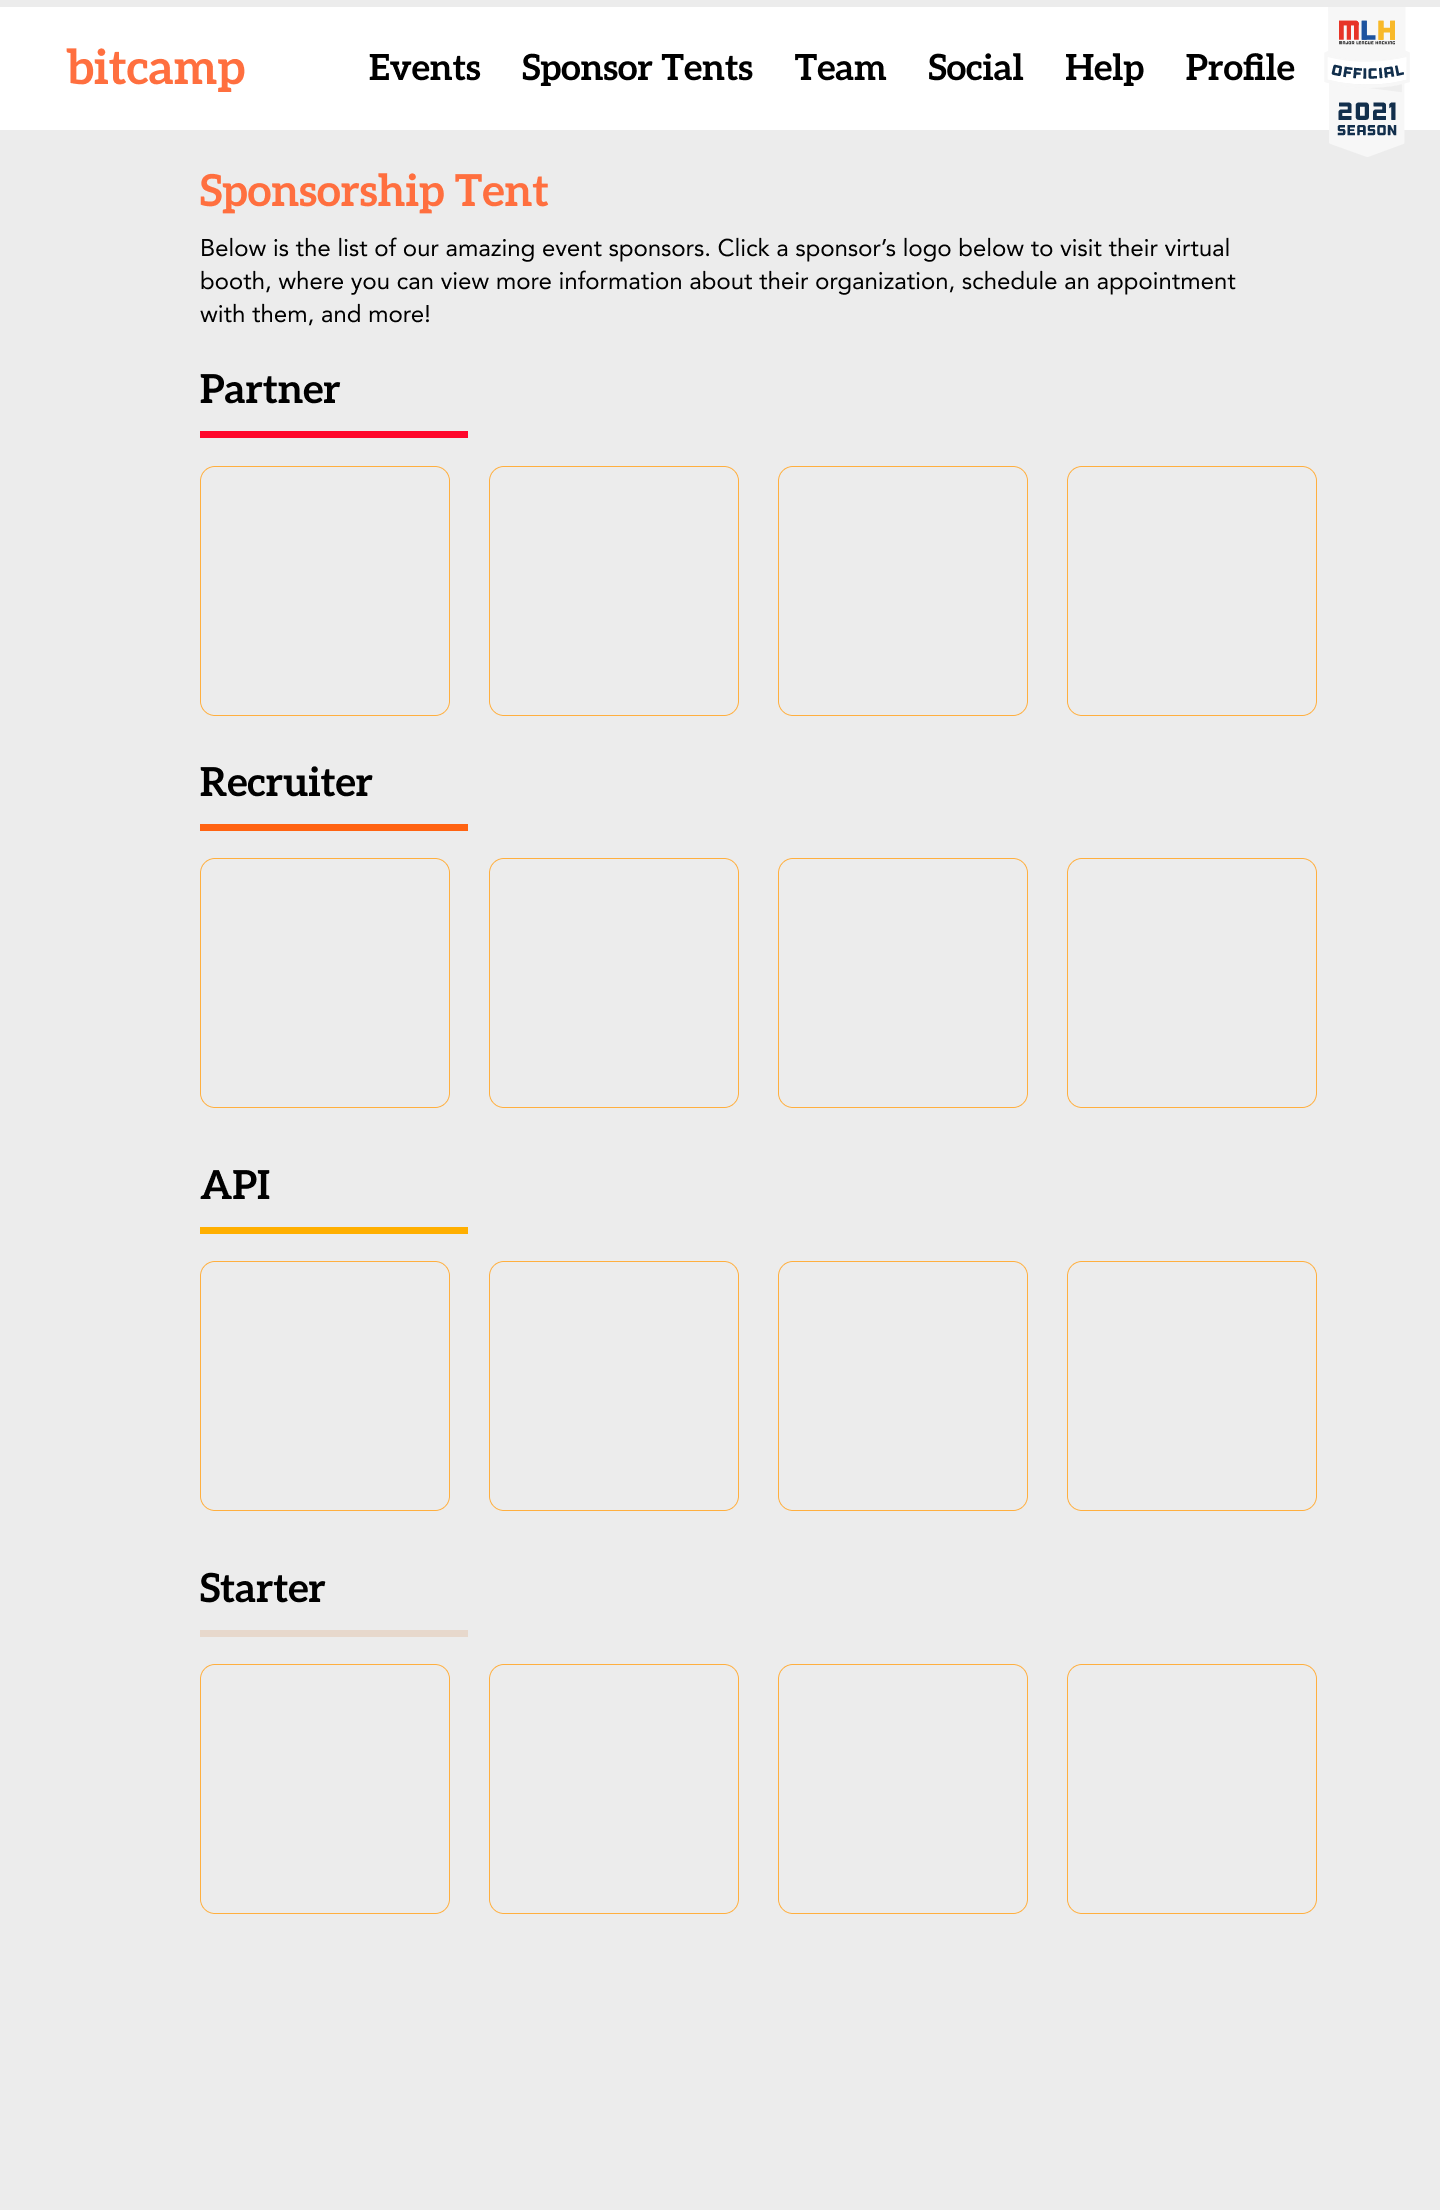 bitcamp
Events Sponsor Tents Team Social Help Profile
MLH
MAJOR LEAGUE HACKING
OFFICIAL
2021
SEASON
Sponsorship Tent
Below is the list of our amazing event sponsors. Click a sponsor’s logo below to visit their virtual
booth, where you can view more information about their organization, schedule an appointment
with them, and more!
Partner
Recruiter
API
Starter